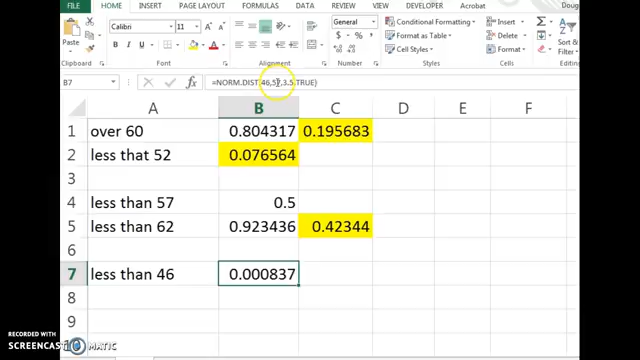 FILE HOME INSERT PAGE LAYOUT FORMULAS DATA REVIEW VIEW DEVELOPER ACROBAT Doug
Calibri 11 General Conditional Formatting Insert
Paste B I U $ % Format as Table Delete
Cell Styles Format
Clipboard Font Alignment Number Styles Cells Editing
B7 =NORM.DIST(46,57,3.5,TRUE)
A B C D E F
1 over 60 0.804317 0.195683
2 less that 52 0.076564
3
4 less than 57 0.5
5 less than 62 0.923436 0.42344
6
7 less than 46 0.000837
8
9
RECORDED WITH
SCREENCAST MATIC